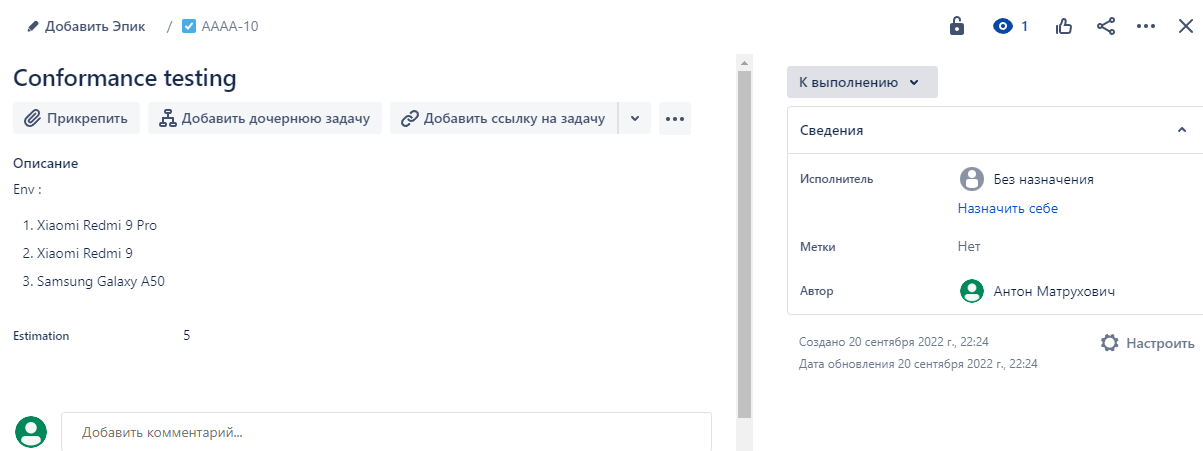 Добавить Эпик / AAAA-10
1
Conformance testing
Прикрепить Добавить дочернюю задачу Добавить ссылку на задачу
Описание
Env :
1. Xiaomi Redmi 9 Pro
2. Xiaomi Redmi 9
3. Samsung Galaxy A50
Estimation 5
Добавить комментарий...
К выполнению
Сведения
Исполнитель Без назначения
Назначить себе
Метки Нет
Автор Антон Матрухович
Создано 20 сентября 2022 г., 22:24 Настроить
Дата обновления 20 сентября 2022 г., 22:24